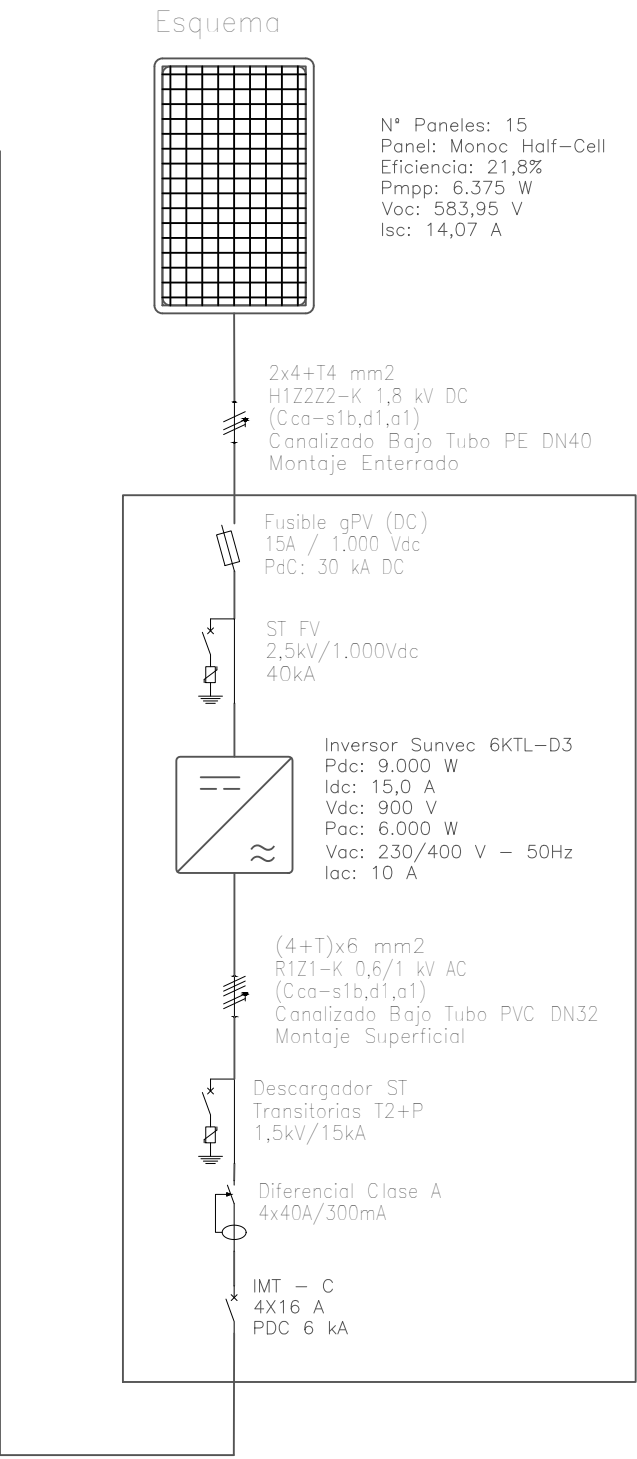 Esquema
N° Paneles: 15
Panel: Monoc Half-Cell
Eficiencia: 21,8%
Pmpp: 6.375 W
Voc: 583,95 V
Isc: 14,07 A
2x4+T4 mm2
H1Z2Z2-K 1,8 kV DC
(Cca-s1b,d1,a1)
Canalizado Bajo Tubo PE DN40
Montaje Enterrado
Fusible gPV (DC)
15A / 1.000 Vdc
PdC: 30 kA DC
ST FV
2,5kV/1.000Vdc
40kA
Inversor Sunvec 6KTL-D3
Pdc: 9.000 W
Idc: 15,0 A
Vdc: 900 V
Pac: 6.000 W
Vac: 230/400 V - 50Hz
Iac: 10 A
(4+T)x6 mm2
R1Z1-K 0,6/1 kV AC
(Cca-s1b,d1,a1)
Canalizado Bajo Tubo PVC DN32
Montaje Superficial
Descargador ST
Transitorias T2+P
1,5kV/15kA
Diferencial Clase A
4x40A/300mA
IMT - C
4X16 A
PDC 6 kA